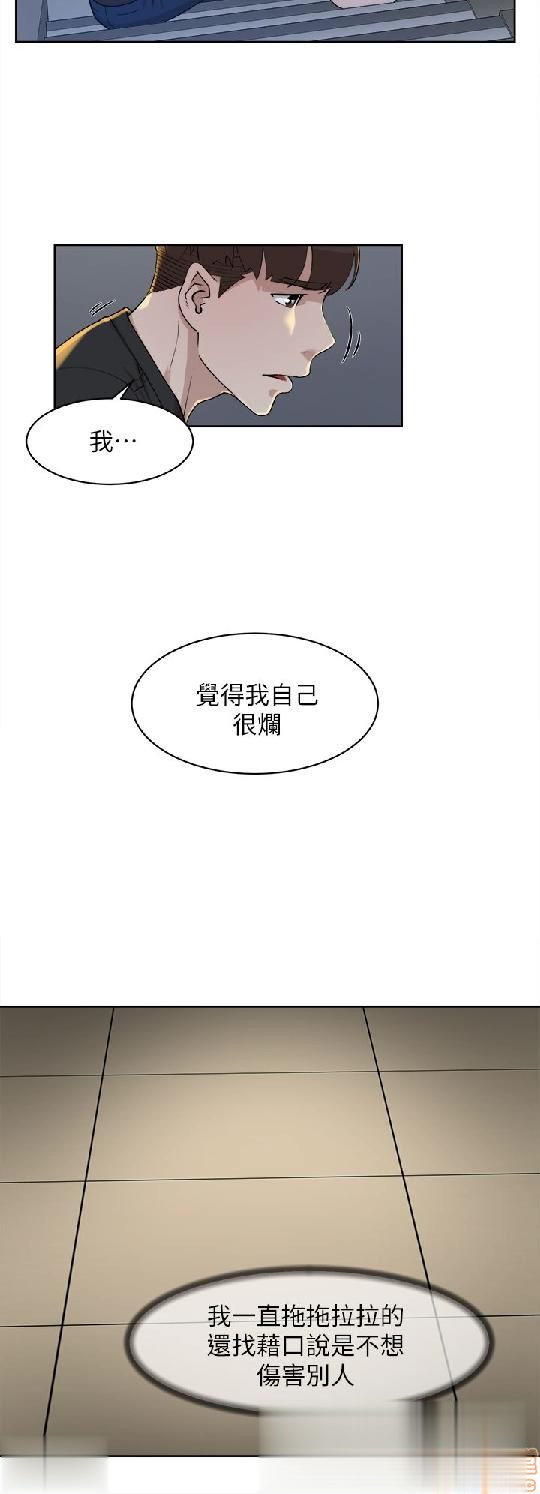 我⋯
覺得我自己
很爛
我一直拖拖拉拉的
還找藉口說是不想
傷害別人